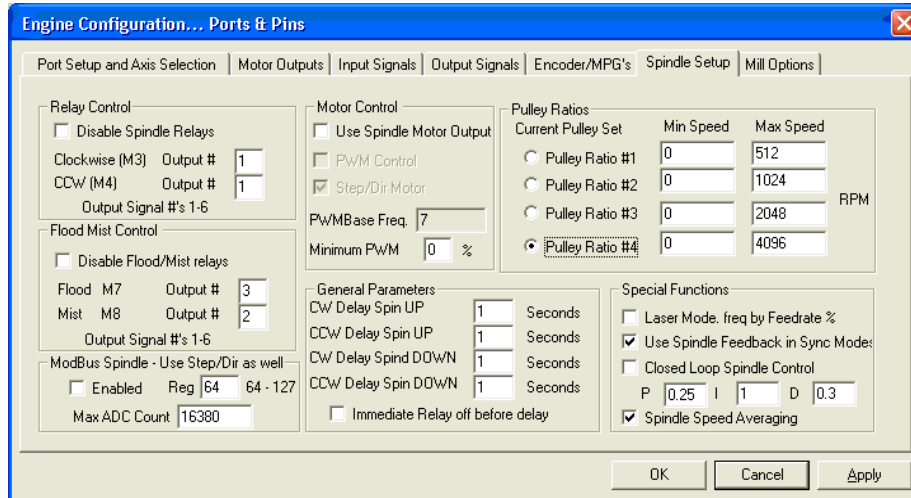 Engine Configuration... Ports & Pins
Port Setup and Axis Selection Motor Outputs Input Signals Output Signals Encoder/MPG's Spindle Setup Mill Options
Relay Control
Disable Spindle Relays
Clockwise (M3) Output # 1
CCW (M4) Output # 1
Output Signal #'s 1-6
Flood Mist Control
Disable Flood/Mist relays
Flood M7 Output # 3
Mist M8 Output # 2
Output Signal #'s 1-6
ModBus Spindle - Use Step/Dir as well
Enabled Reg 64 64 - 127
Max ADC Count 16380
Motor Control
Use Spindle Motor Output
PWM Control
Step/Dir Motor
PWMBase Freq. 7
Minimum PWM 0 %
General Parameters
CW Delay Spin UP 1 Seconds
CCW Delay Spin UP 1 Seconds
CW Delay Spind DOWN 1 Seconds
CCW Delay Spin DOWN 1 Seconds
Immediate Relay off before delay
Pulley Ratios
Current Pulley Set Min Speed Max Speed
Pulley Ratio #1 0 512
Pulley Ratio #2 0 1024
Pulley Ratio #3 0 2048
Pulley Ratio #4 0 4096
RPM
Special Functions
Laser Mode. freq by Feedrate %
Use Spindle Feedback in Sync Modes
Closed Loop Spindle Control
P 0.25 I 1 D 0.3
Spindle Speed Averaging
OK Cancel Apply